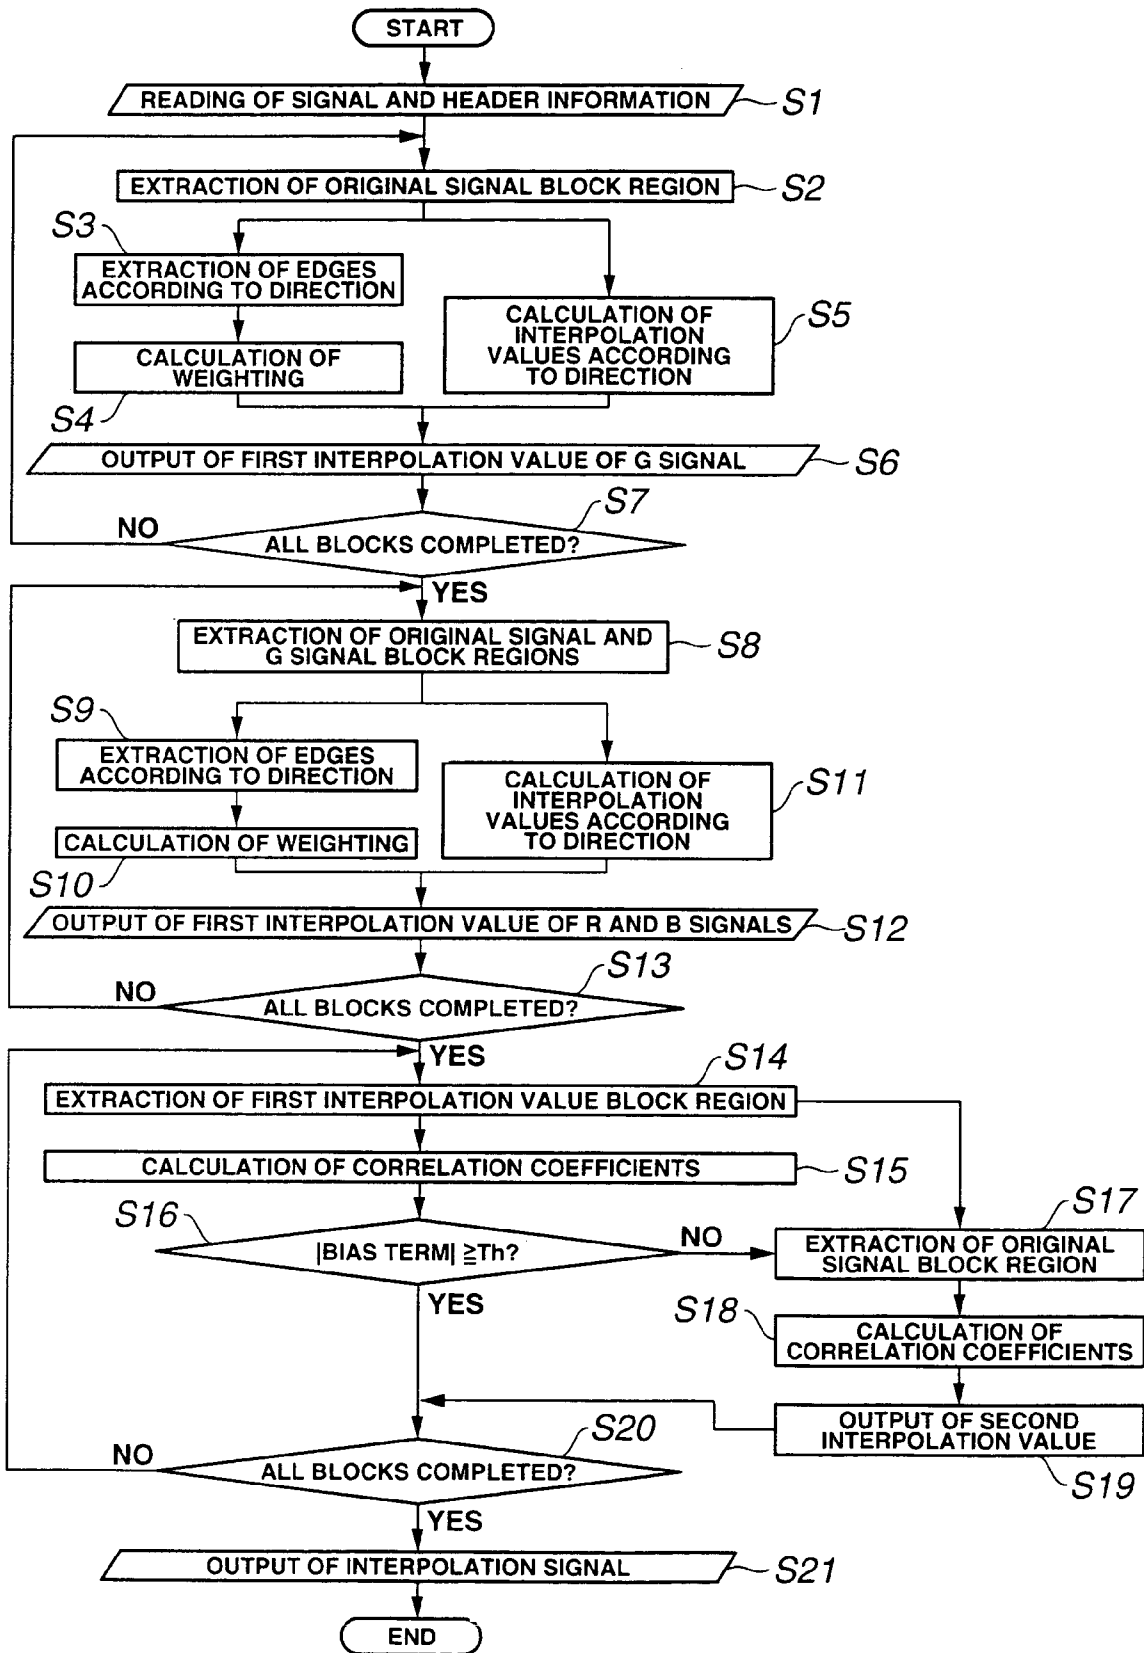 START
READING OF SIGNAL AND HEADER INFORMATION
S1
EXTRACTION OF ORIGINAL SIGNAL BLOCK REGION
S2
S3
EXTRACTION OF EDGES
ACCORDING TO DIRECTION
CALCULATION OF
WEIGHTING
S4
CALCULATION OF
INTERPOLATION
VALUES ACCORDING
TO DIRECTION
S5
OUTPUT OF FIRST INTERPOLATION VALUE OF G SIGNAL
S6
S7
NO
ALL BLOCKS COMPLETED?
YES
EXTRACTION OF ORIGINAL SIGNAL AND
G SIGNAL BLOCK REGIONS
S8
S9
EXTRACTION OF EDGES
ACCORDING TO DIRECTION
CALCULATION OF WEIGHTING
S10
CALCULATION OF
INTERPOLATION
VALUES ACCORDING
TO DIRECTION
S11
OUTPUT OF FIRST INTERPOLATION VALUE OF R AND B SIGNALS
S12
S13
NO
ALL BLOCKS COMPLETED?
YES
S14
EXTRACTION OF FIRST INTERPOLATION VALUE BLOCK REGION
CALCULATION OF CORRELATION COEFFICIENTS
S15
S16
|BIAS TERM| ≧Th?
NO
YES
S17
EXTRACTION OF ORIGINAL
SIGNAL BLOCK REGION
S18
CALCULATION OF
CORRELATION COEFFICIENTS
OUTPUT OF SECOND
INTERPOLATION VALUE
S19
S20
NO
ALL BLOCKS COMPLETED?
YES
OUTPUT OF INTERPOLATION SIGNAL
S21
END